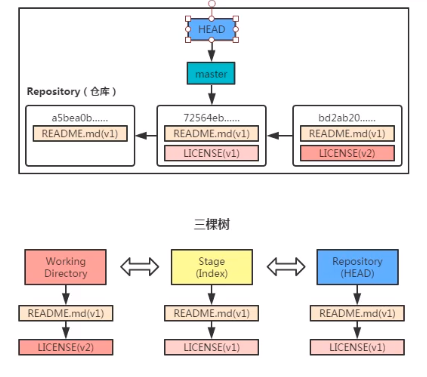 HEAD
master
Repository（仓库）
a5bea0b...... 72564eb...... bd2ab20......
README.md(v1) README.md(v1) README.md(v1)
LICENSE(v1) LICENSE(v2)
三棵树
Working Directory
Stage (Index)
Repository (HEAD)
README.md(v1) README.md(v1) README.md(v1)
LICENSE(v2) LICENSE(v1) LICENSE(v1)